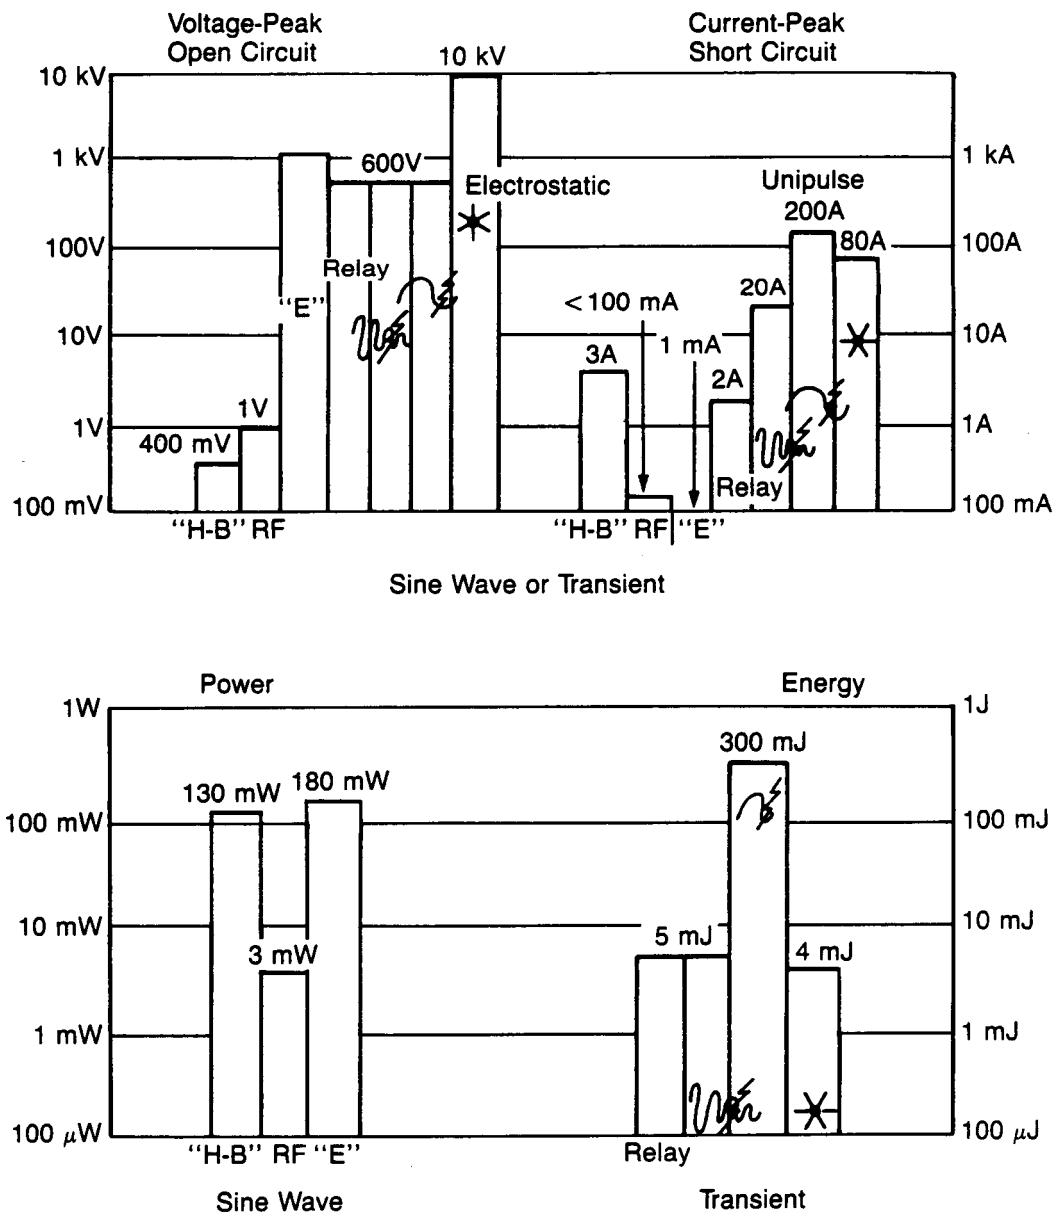 Voltage-Peak
Open Circuit
Current-Peak
Short Circuit
10 kV
1 kV
100V
10V
1V
100 mV
10 kV
600V
Electrostatic
Relay
"E"
1V
400 mV
"H-B" RF
Unipulse
200A
80A
20A
<100 mA
1 mA
3A
2A
Relay
"H-B" RF "E"
1 kA
100A
10A
1A
100 mA
Sine Wave or Transient
Power
Energy
1W
100 mW
10 mW
1 mW
100 μW
130 mW
180 mW
3 mW
"H-B" RF "E"
Sine Wave
300 mJ
5 mJ
4 mJ
Relay
Transient
1J
100 mJ
10 mJ
1 mJ
100 μJ